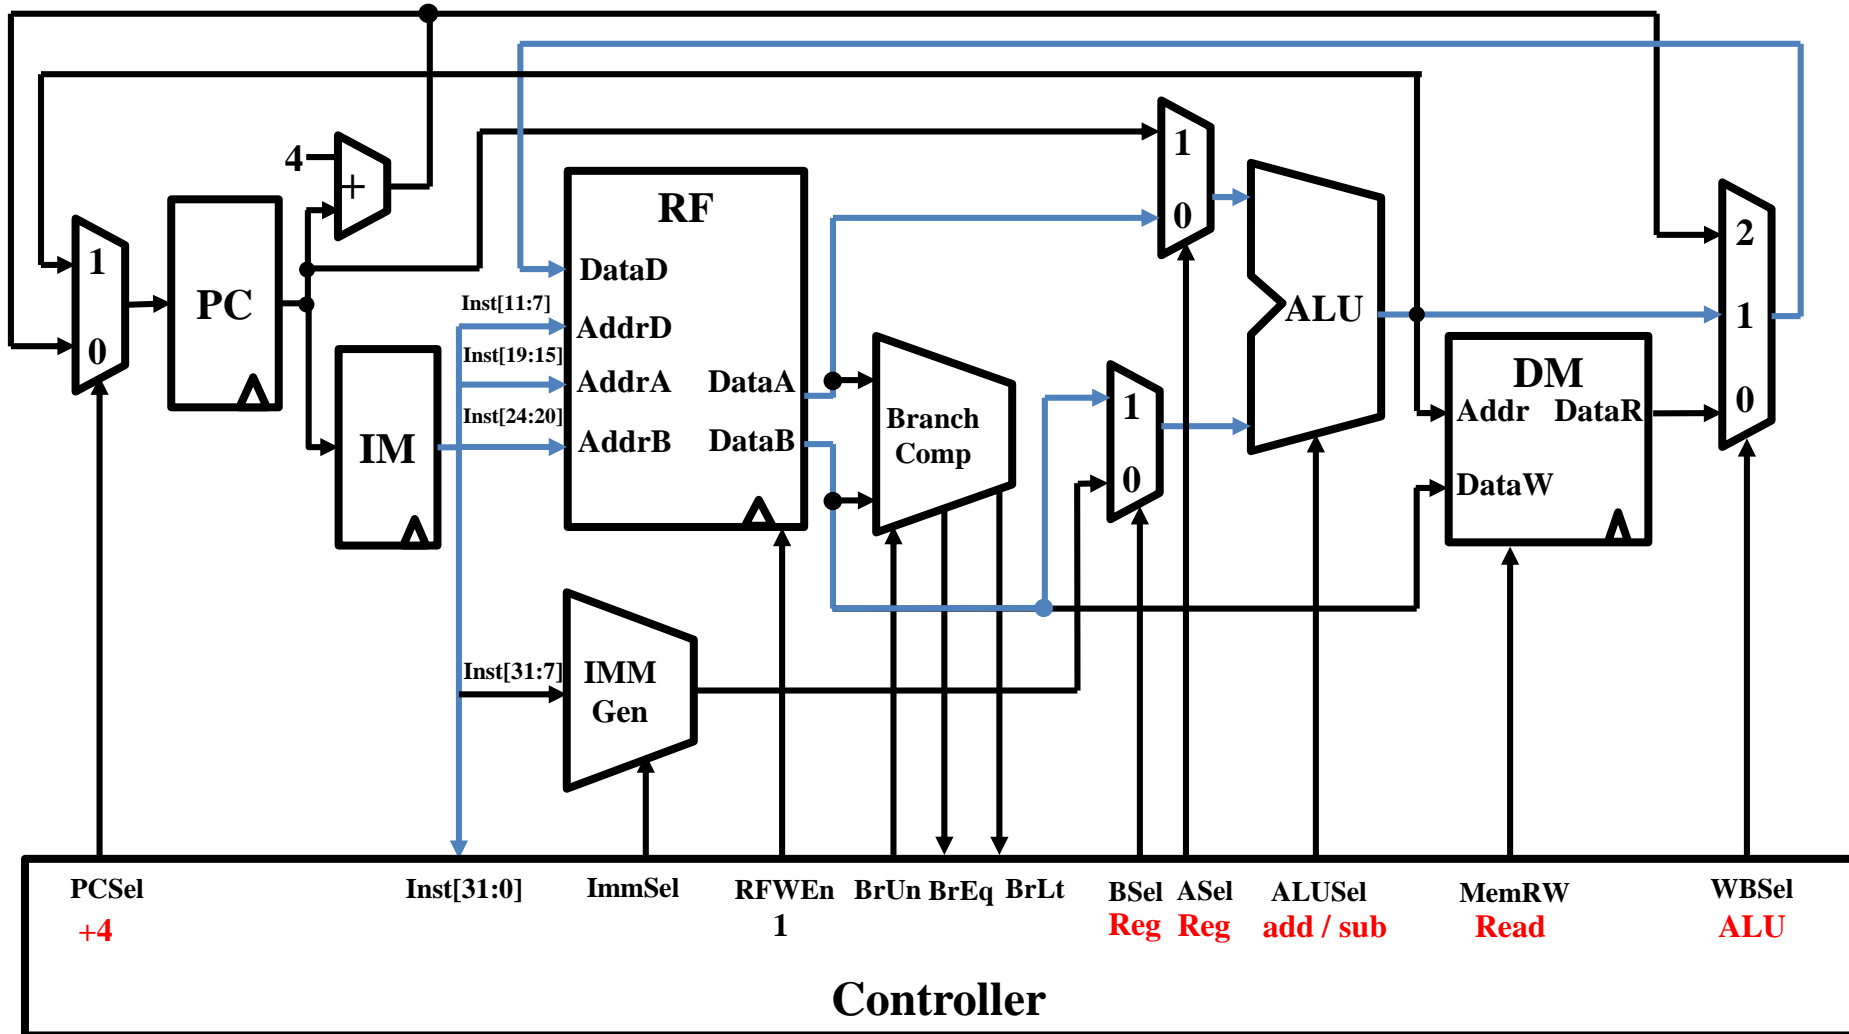 4
+
1
0
PC
IM
RF
DataD
Inst[11:7]
AddrD
Inst[19:15]
AddrA
Inst[24:20]
AddrB
DataA
DataB
Branch
Comp
1
0
1
0
ALU
DM
Addr
DataR
DataW
2
1
0
Inst[31:7]
IMM
Gen
PCSel
Inst[31:0]
ImmSel
RFWEn
BrUn
BrEq
BrLt
BSel
ASel
ALUSel
MemRW
WBSel
+4
1
Reg
Reg
add / sub
Read
ALU
Controller